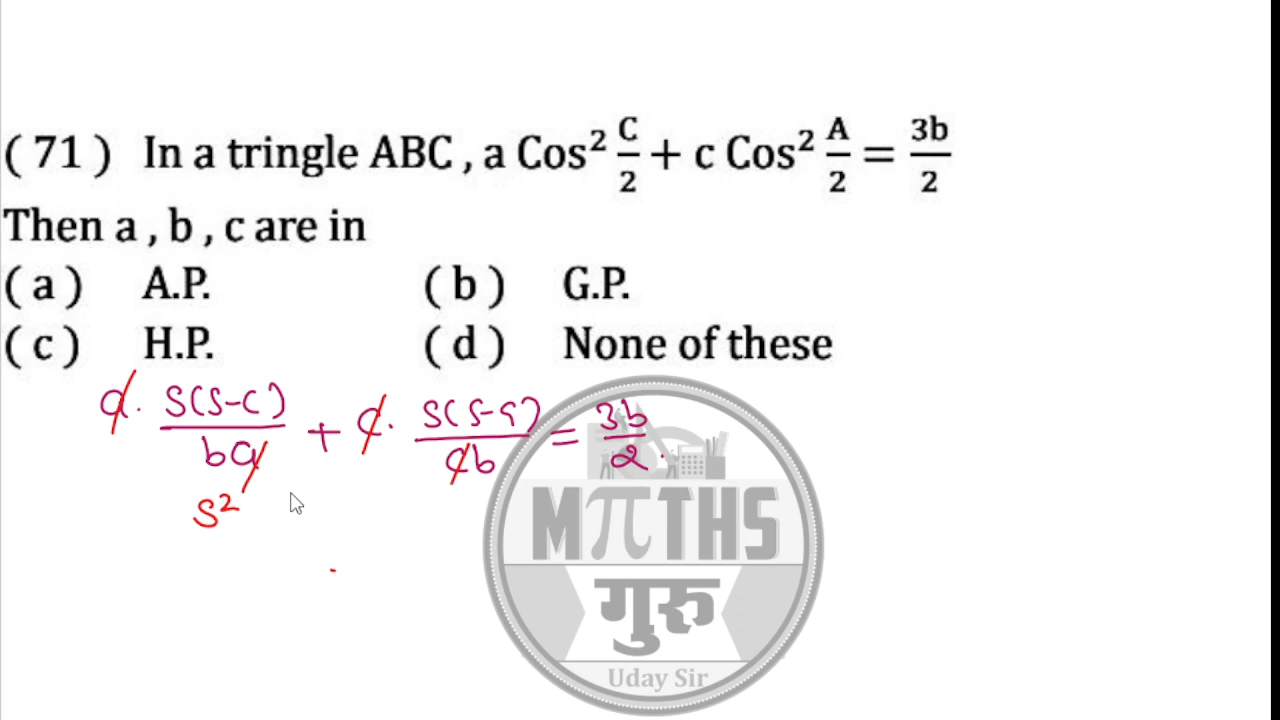 ( 71 ) In a tringle ABC , a Cos² C/2 + c Cos² A/2 = 3b/2
Then a , b , c are in
( a ) A.P. ( b ) G.P.
( c ) H.P. ( d ) None of these
a. s(s-c)/ba + c. s(s-a)/cb = 3b/2.
s²
MπTHS
गुरु
Uday Sir